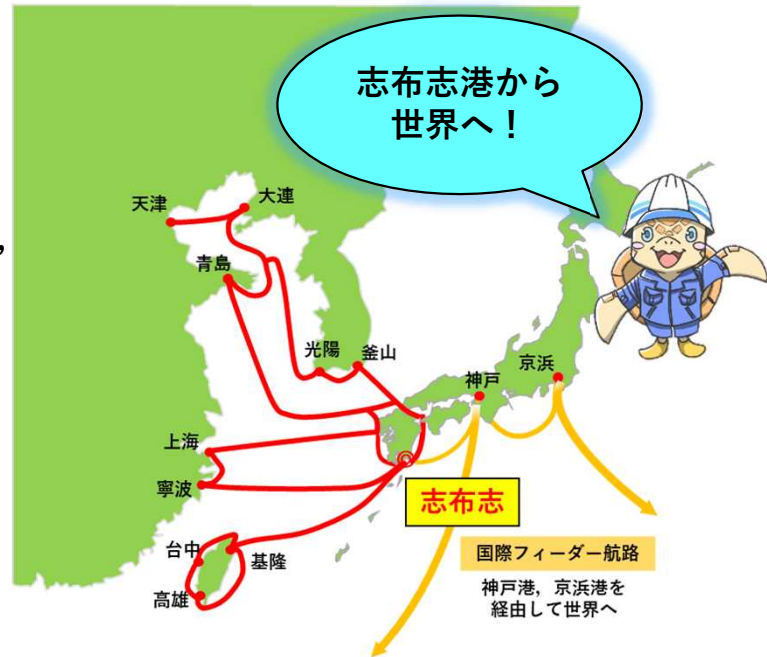 志布志港から
世界へ！
天津
大連
，
青島
光陽
釜山
神戸
京浜
上海
寧波
志布志
台中
基隆
高雄
国際フィーダー航路
神戸港，京浜港を
経由して世界へ